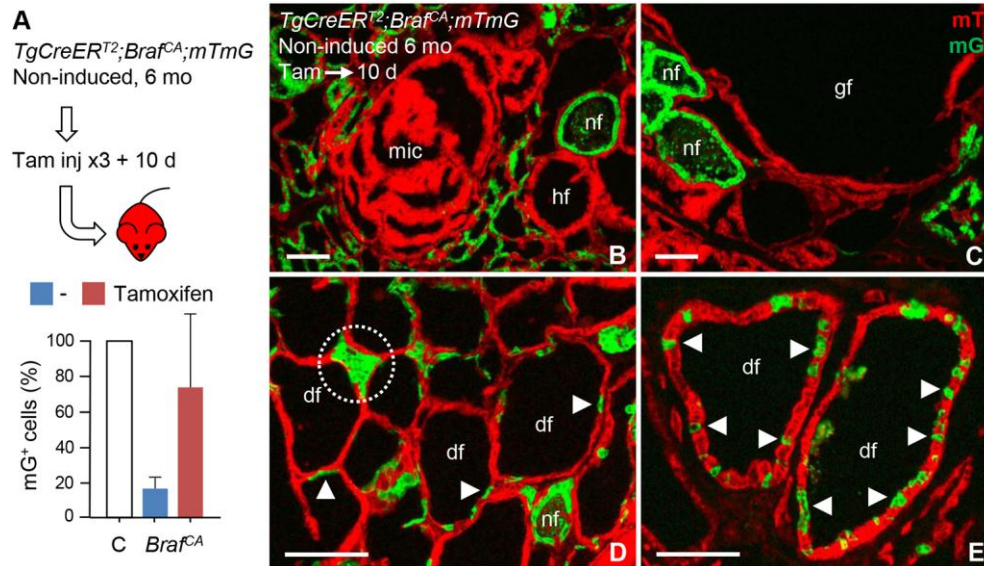 A
TgCreERᵀ²;Brafᶜᴬ;mTmG
Non-induced, 6 mo
Tam inj x3 + 10 d
- Tamoxifen
mG⁺ cells (%)
100
80
60
40
20
0
C Brafᶜᴬ
TgCreERᵀ²;Brafᶜᴬ;mTmG
Non-induced 6 mo
Tam 10 d
mic
nf
hf
B
mT
mG
nf
gf
nf
C
df
df
df
nf
D
df
df
E